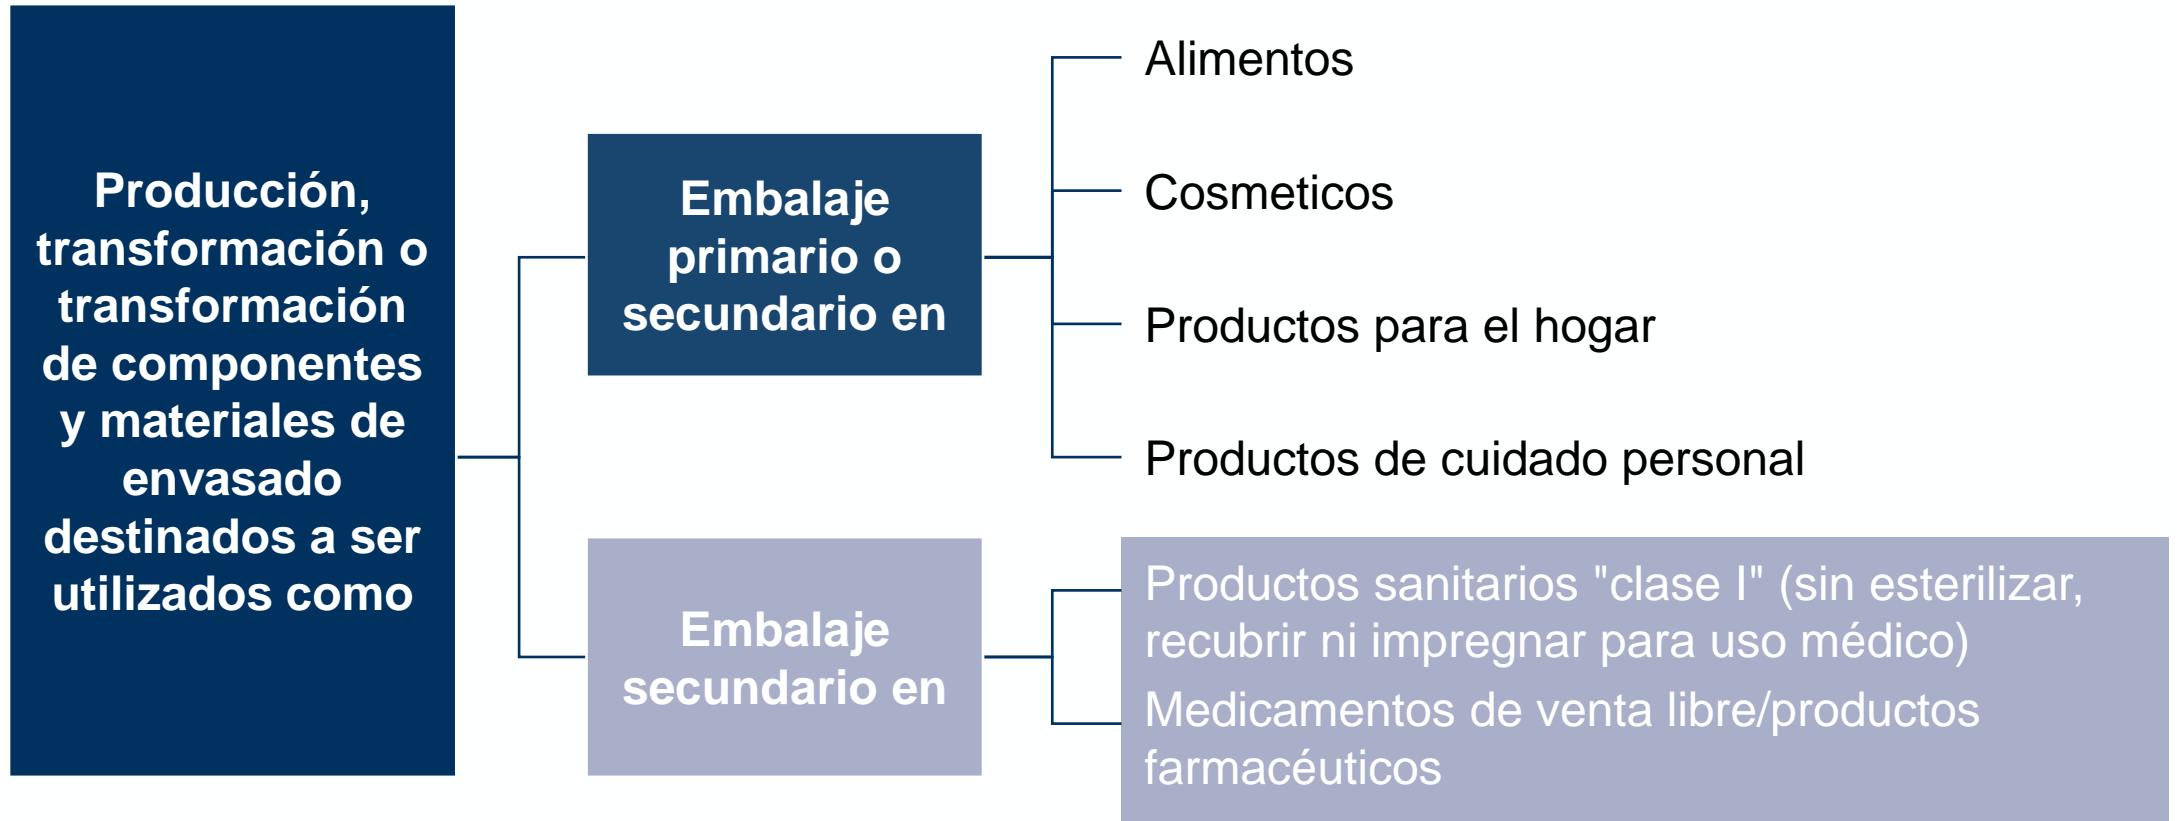 Producción,
transformación o
transformación
de componentes
y materiales de
envasado
destinados a ser
utilizados como
Embalaje
primario o
secundario en
Alimentos
Cosmeticos
Productos para el hogar
Productos de cuidado personal
Embalaje
secundario en
Productos sanitarios "clase I" (sin esterilizar,
recubrir ni impregnar para uso médico)
Medicamentos de venta libre/productos
farmacéuticos